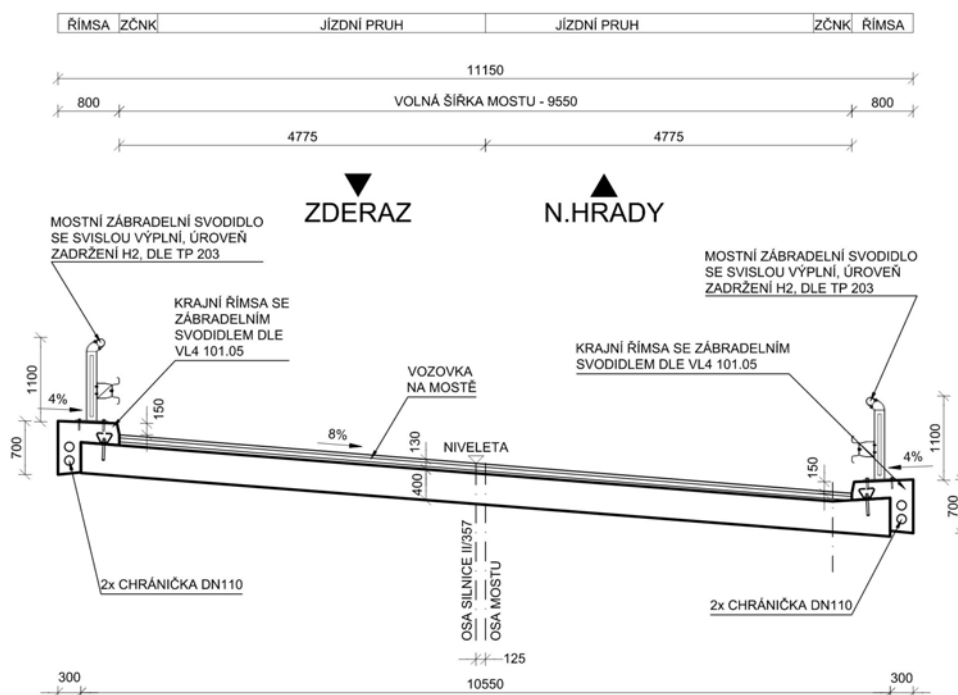 ŘÍMSA ZČNK JÍZDNÍ PRUH JÍZDNÍ PRUH ZČNK ŘÍMSA
11150
800 VOLNÁ ŠÍŘKA MOSTU - 9550 800
4775 4775
ZDERAZ N.HRADY
MOSTNÍ ZÁBRADELNÍ SVODIDLO
SE SVISLOU VÝPLNÍ, ÚROVEŇ
ZADRŽENÍ H2, DLE TP 203
MOSTNÍ ZÁBRADELNÍ SVODIDLO
SE SVISLOU VÝPLNÍ, ÚROVEŇ
ZADRŽENÍ H2, DLE TP 203
KRAJNÍ ŘÍMSA SE
ZÁBRADELNÍM
SVODIDLEM DLE
VL4 101.05
KRAJNÍ ŘÍMSA SE ZÁBRADELNÍM
SVODIDLEM DLE VL4 101.05
VOZOVKA
NA MOSTĚ
1100
4%
150
700
8%
130
NIVELETA
400
150
4%
1100
700
OSA SILNICE II/357
OSA MOSTU
2x CHRÁNIČKA DN110
2x CHRÁNIČKA DN110
125
300 10550 300